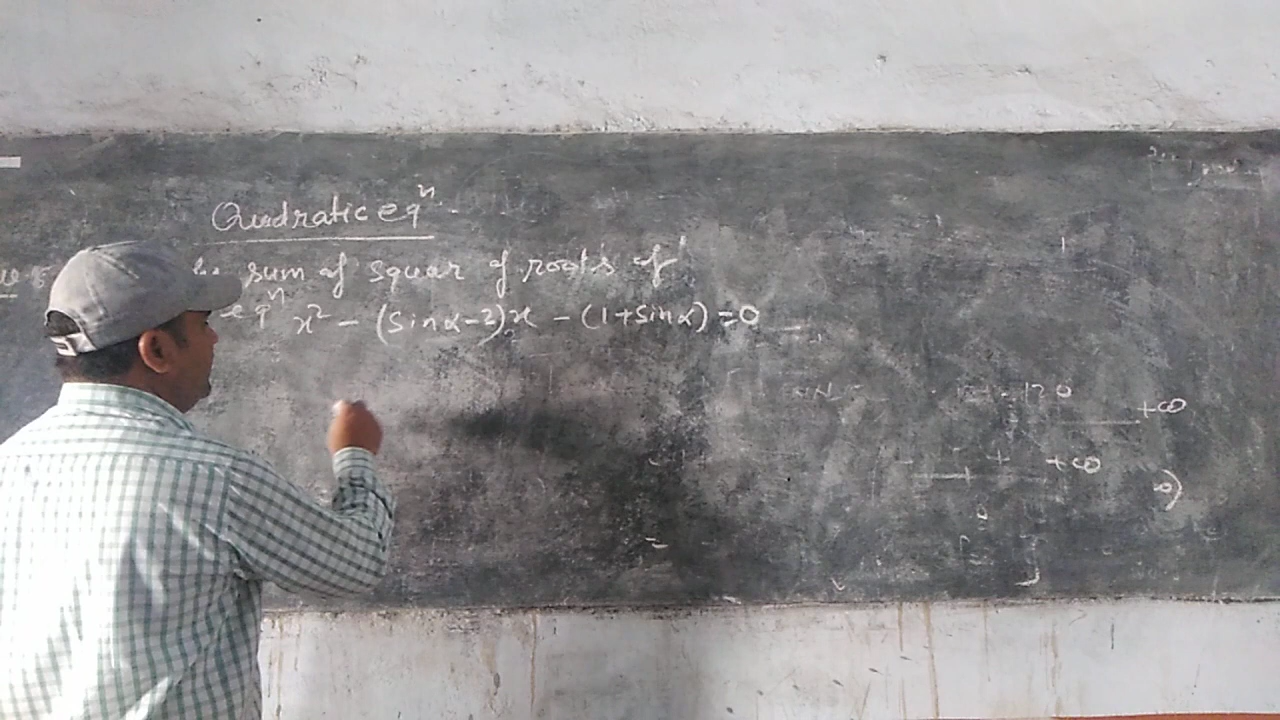 Quadratic eqⁿ
sum of squar of roots of
eqⁿ x² - (sinα-2)x - (1+sinα) = 0
+∞
+∞